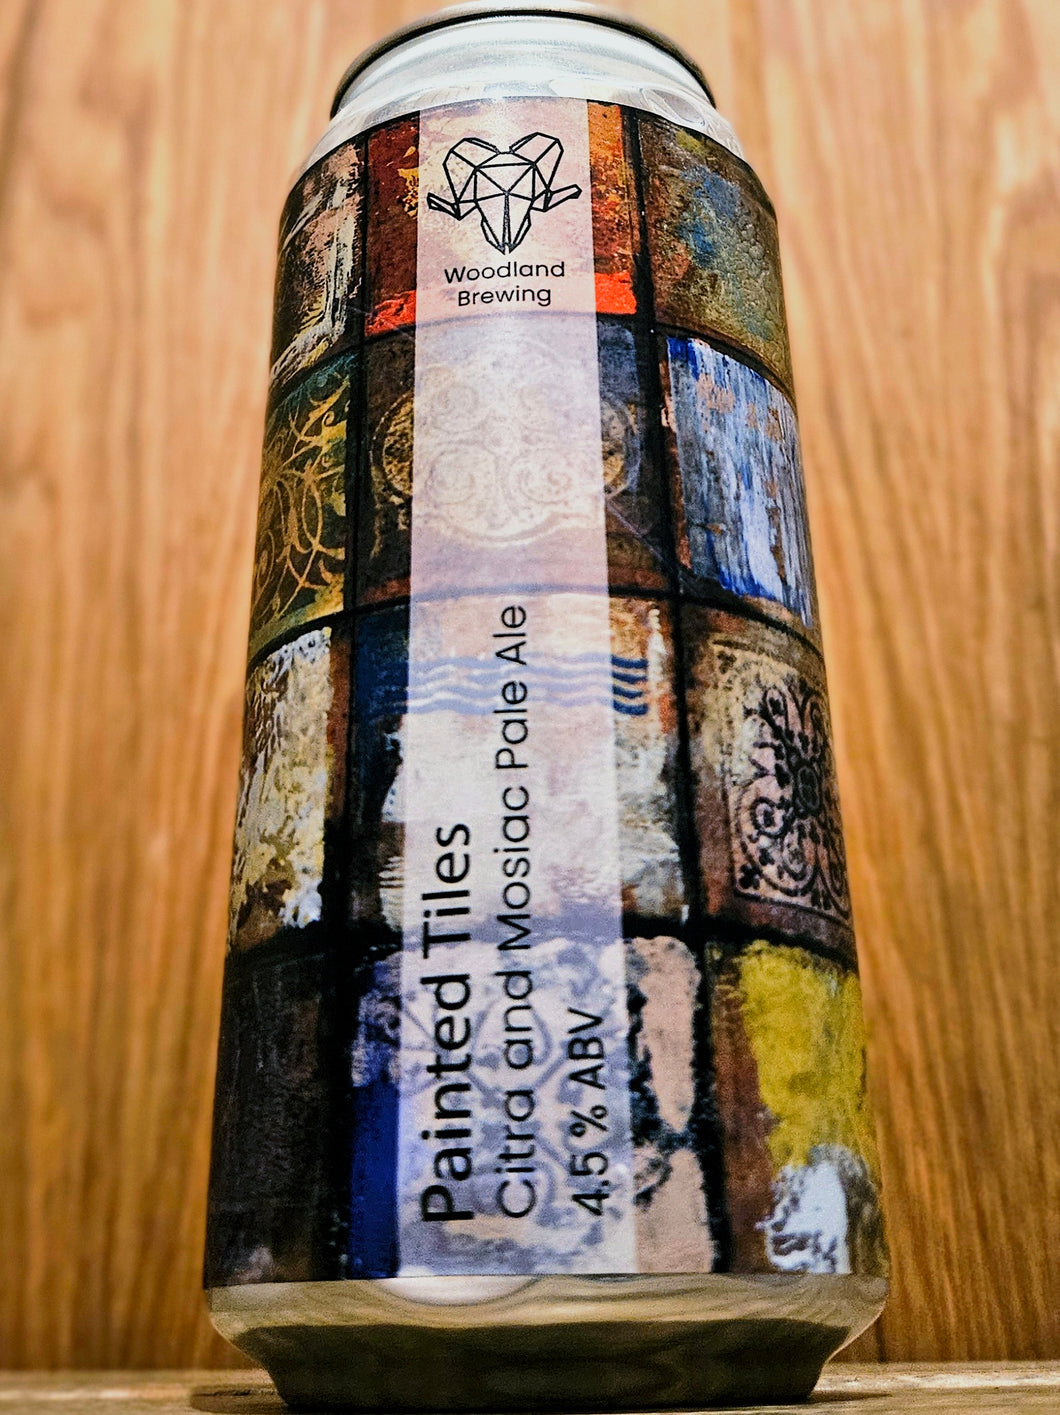 Woodland
Brewing
Painted Tiles
Citra and Mosiac Pale Ale
4.5 % ABV